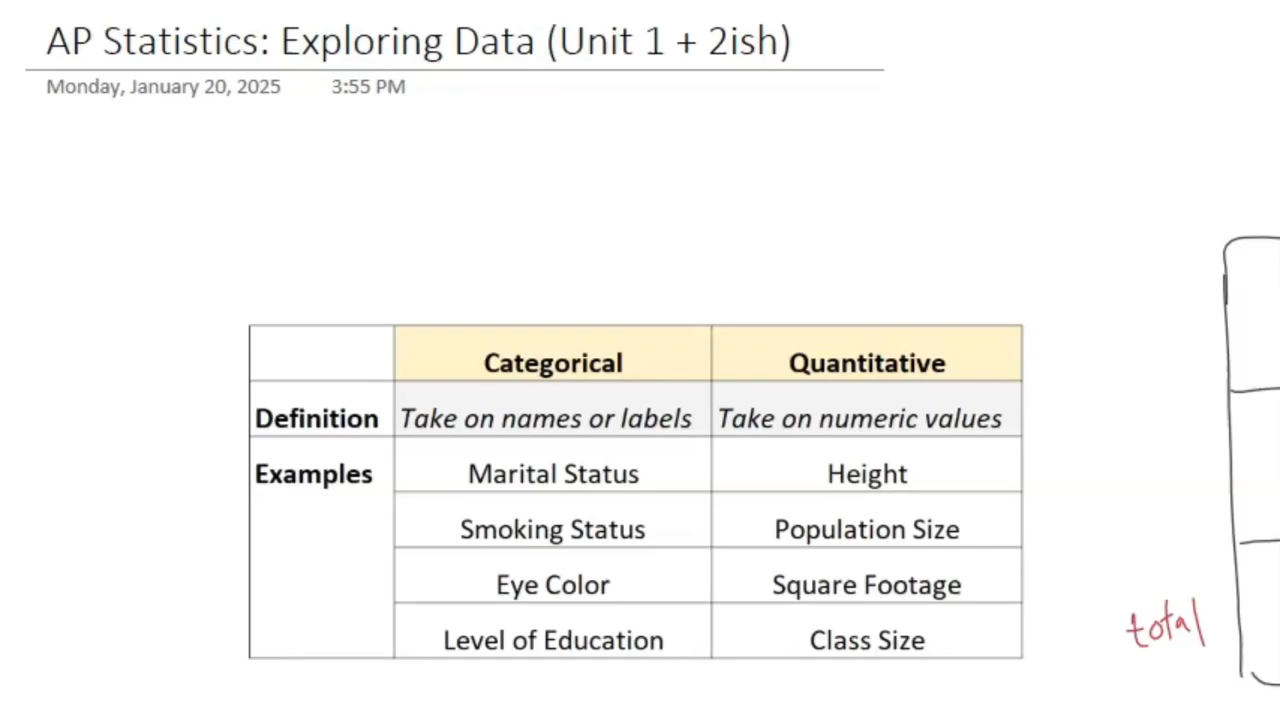 AP Statistics: Exploring Data (Unit 1 + 2ish)
Monday, January 20, 2025 3:55 PM
Categorical Quantitative
Definition Take on names or labels Take on numeric values
Examples Marital Status Height
Smoking Status Population Size
Eye Color Square Footage
Level of Education Class Size
total